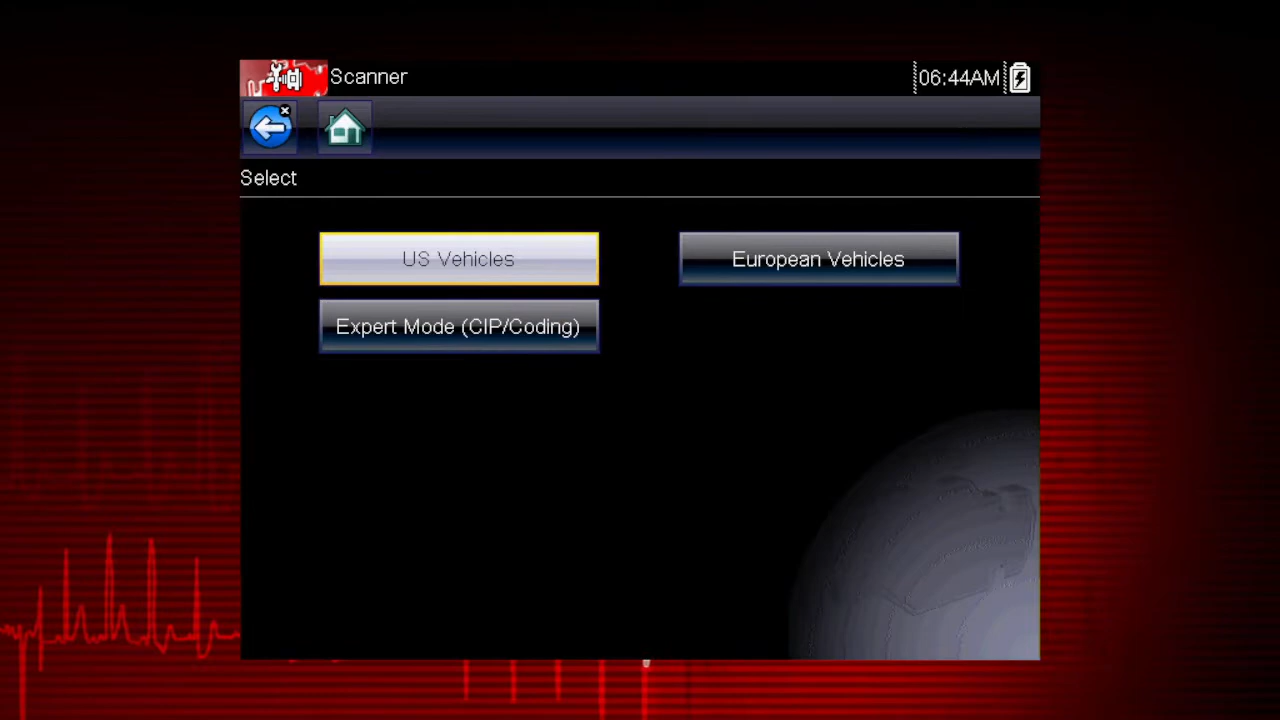 Scanner
06:44AM
Select
US Vehicles
European Vehicles
Expert Mode (CIP/Coding)